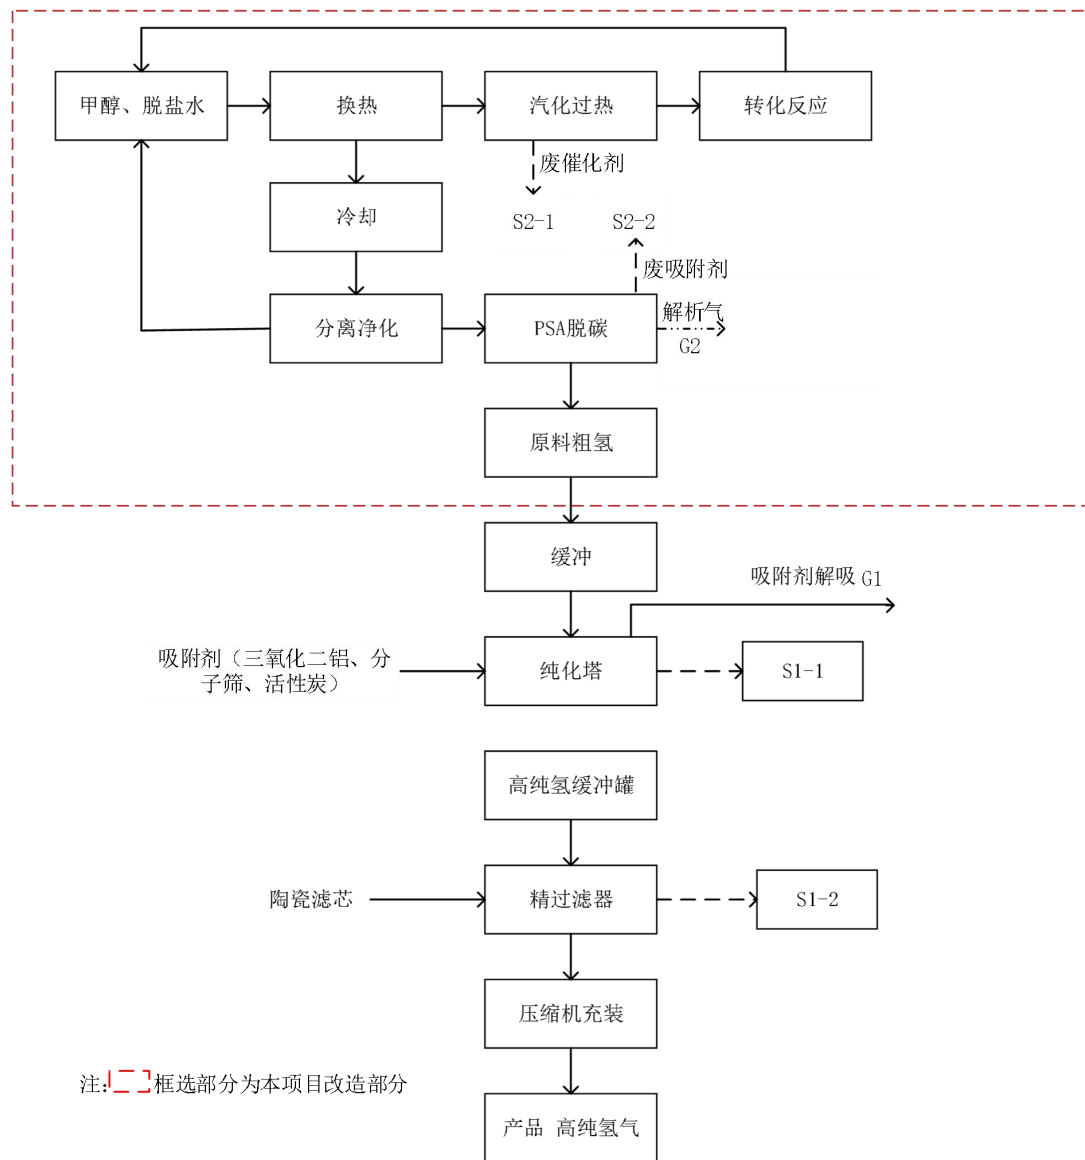 甲醇、脱盐水
换热
汽化过热
转化反应
废催化剂
冷却
S2-1
S2-2
废吸附剂
分离净化
PSA脱碳
解析气
G2
原料粗氢
缓冲
吸附剂解吸 G1
吸附剂（三氧化二铝、分
子筛、活性炭）
纯化塔
S1-1
高纯氢缓冲罐
陶瓷滤芯
精过滤器
S1-2
压缩机充装
注: 框选部分为本项目改造部分
产品 高纯氢气